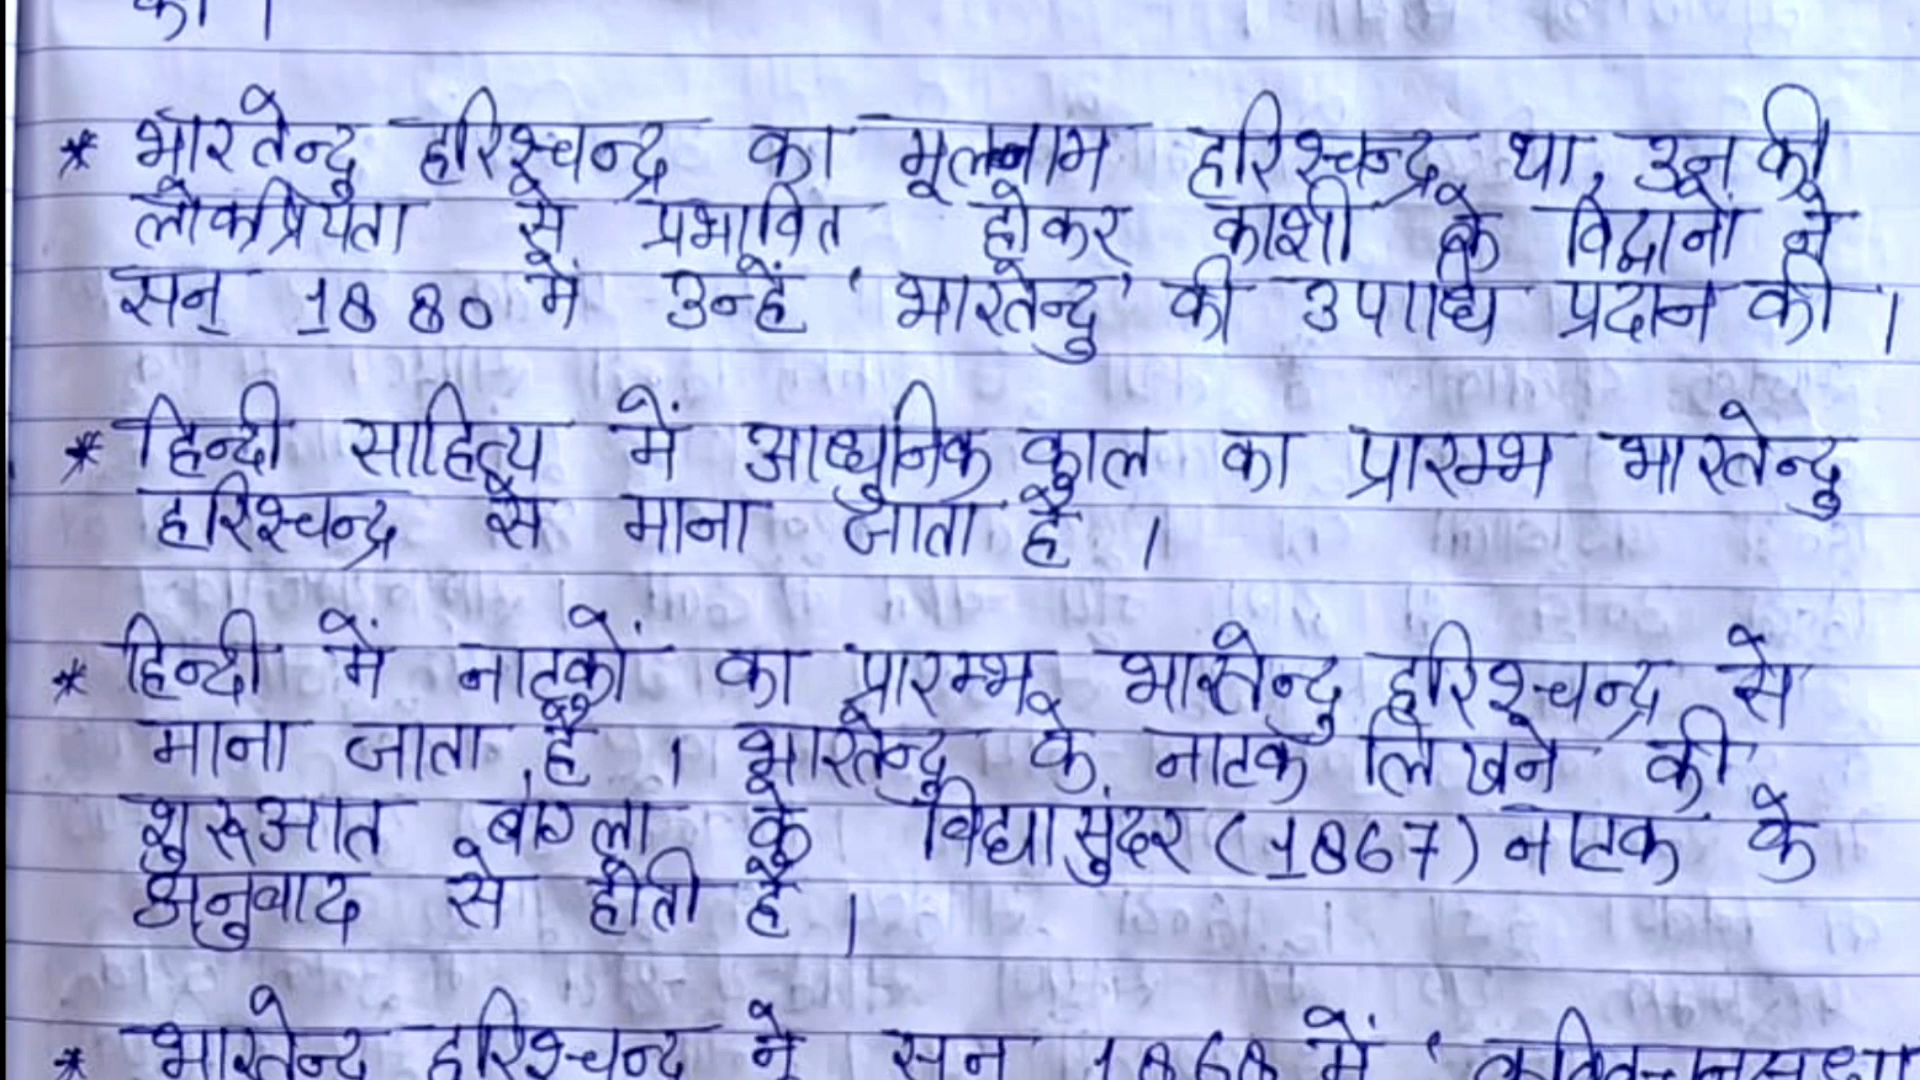 की ।
* भारतेन्दु हरिश्चन्द्र का मूलनाम हरिश्चन्द्र था, उनकी
लोकप्रियता से प्रभावित होकर काशी के विद्वानों ने
सन् 1880 में उन्हें 'भारतेन्दु' की उपाधि प्रदान की ।
* हिन्दी साहित्य में आधुनिक काल का प्रारम्भ भारतेन्दु
हरिश्चन्द्र से माना जाता है ।
* हिन्दी में नाटकों का प्रारम्भ भारतेन्दु हरिश्चन्द्र से
माना जाता है । भारतेन्दु के नाटक लिखने की
शुरूआत बांग्ला के विद्यासुंदर (1867) नाटक के
अनुवाद से होती है ।
* भारतेन्दु हरिश्चन्द्र ने सन् 1868 में '